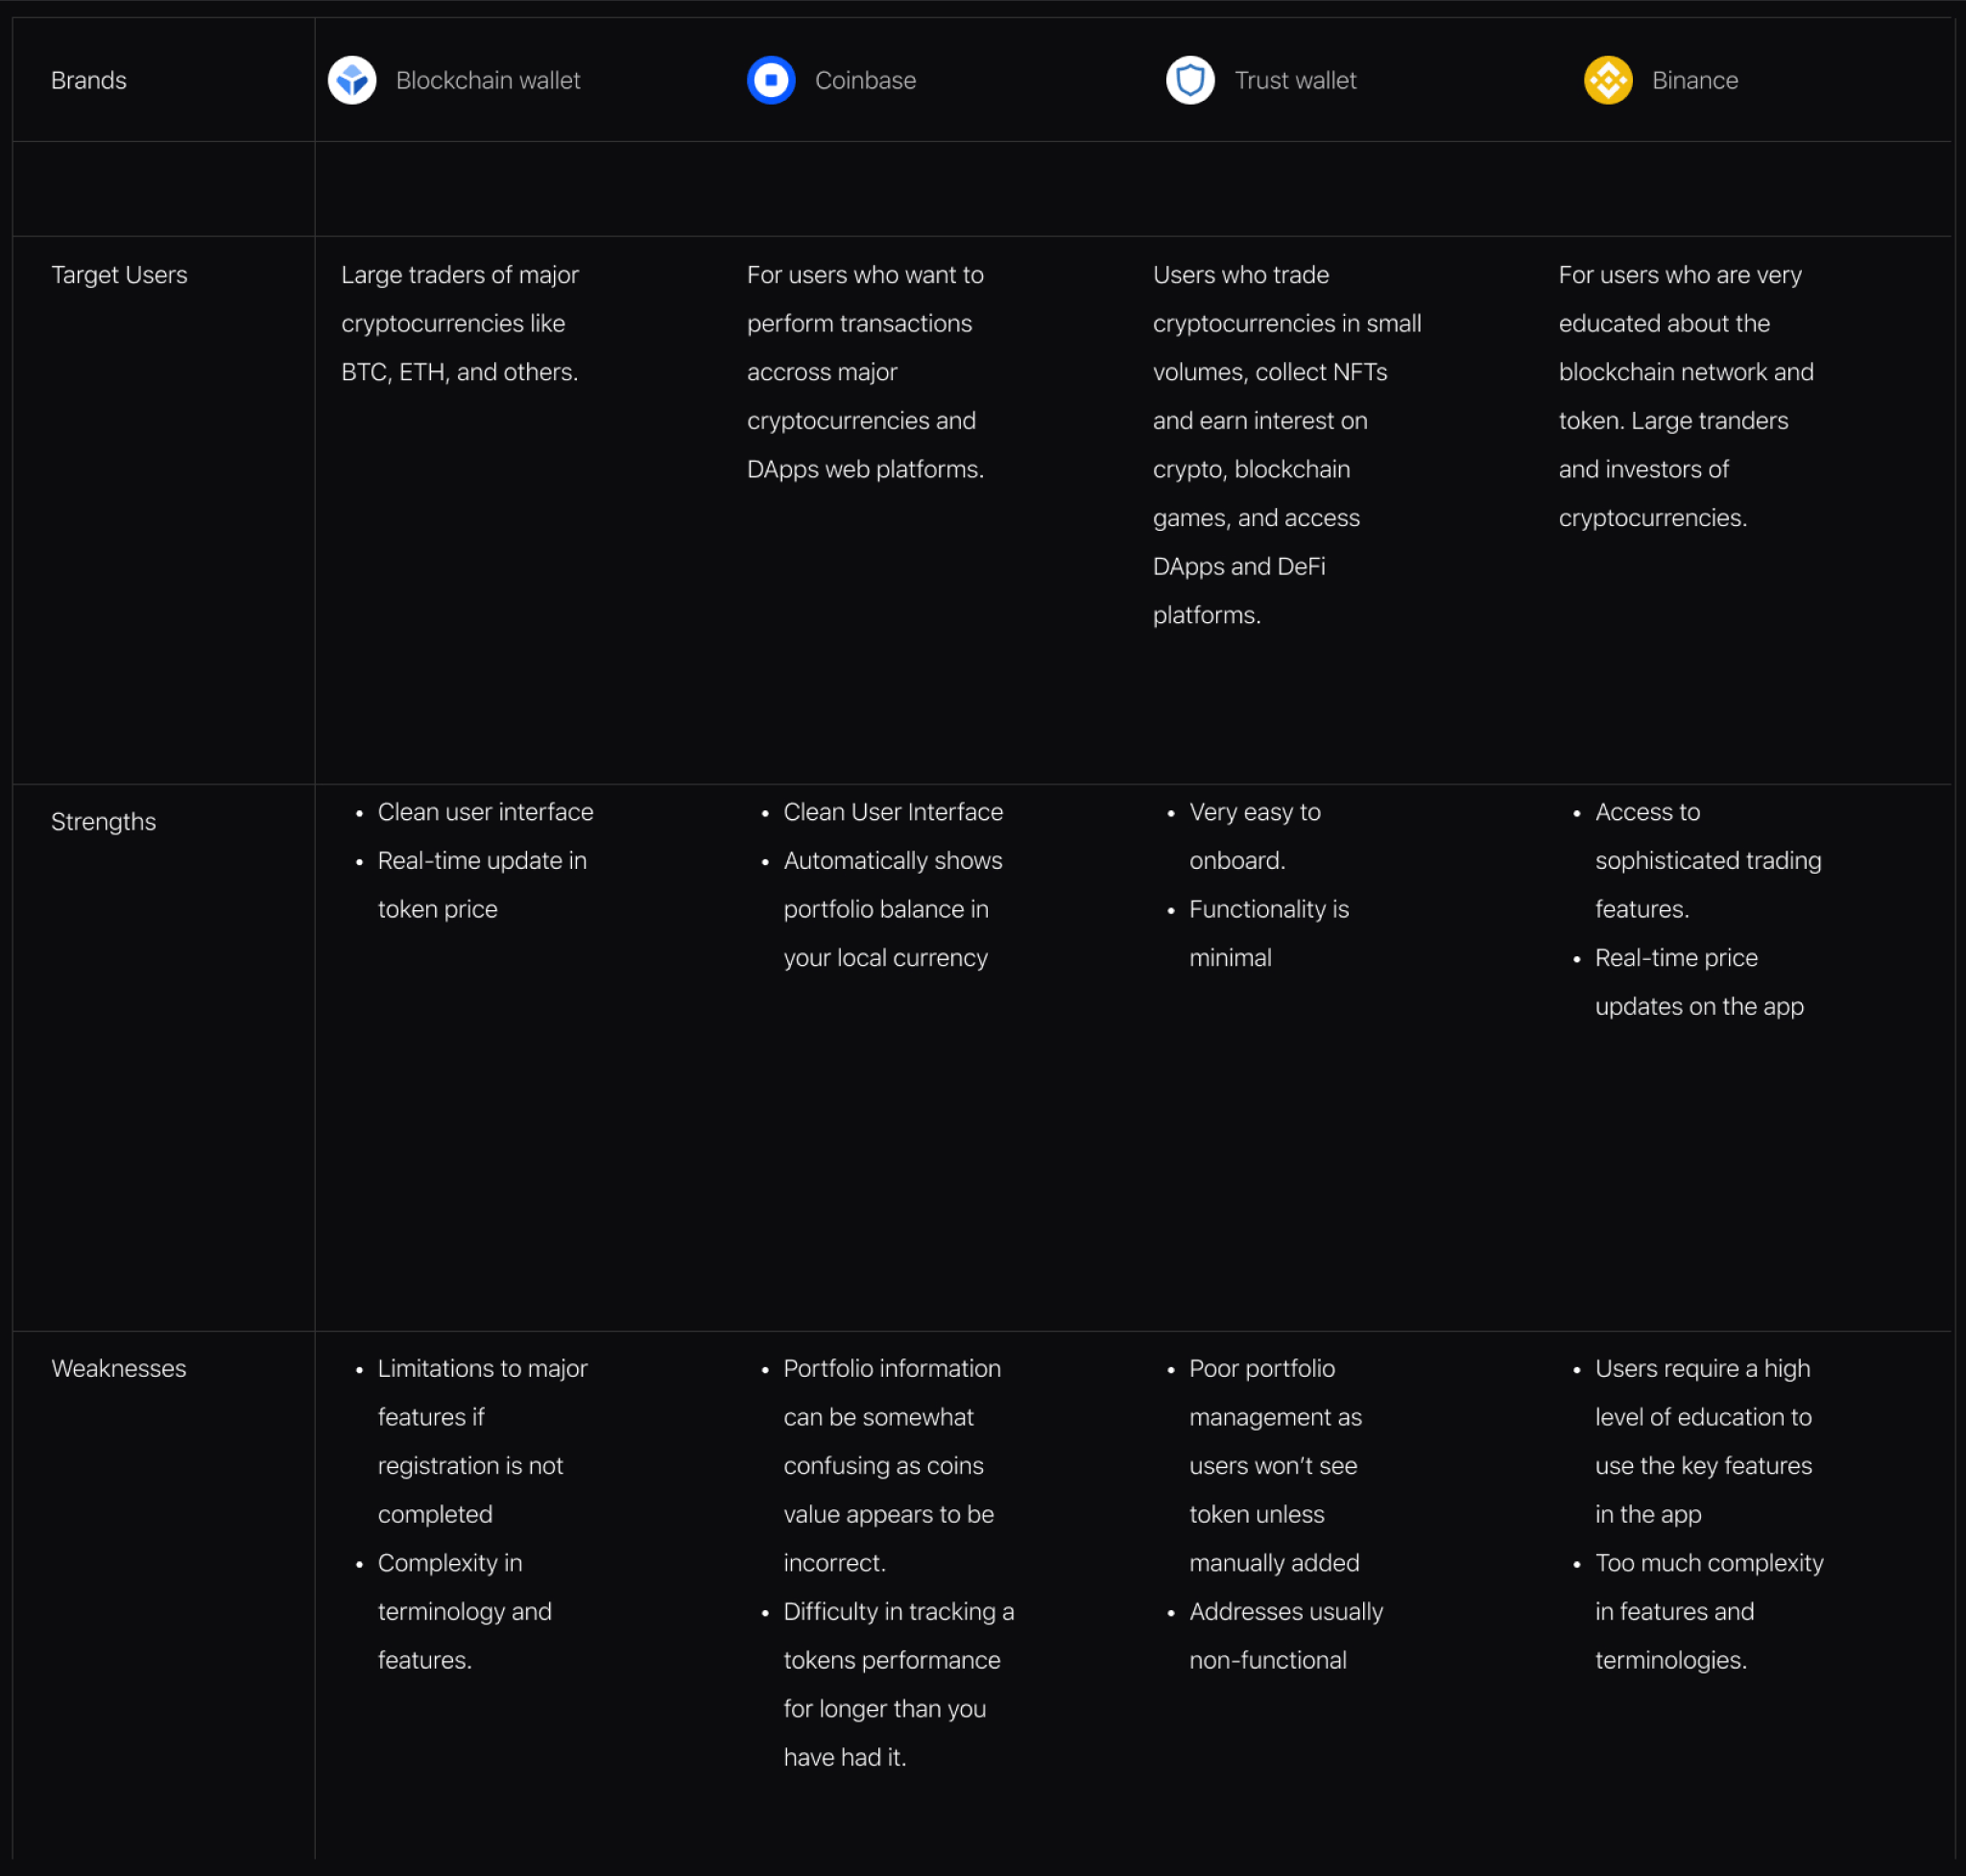 Brands
Blockchain wallet
Coinbase
Trust wallet
Binance
Target Users
Large traders of major
cryptocurrencies like
BTC, ETH, and others.
For users who want to
perform transactions
accross major
cryptocurrencies and
DApps web platforms.
Users who trade
cryptocurrencies in small
volumes, collect NFTs
and earn interest on
crypto, blockchain
games, and access
DApps and DeFi
platforms.
For users who are very
educated about the
blockchain network and
token. Large tranders
and investors of
cryptocurrencies.
Strengths
• Clean user interface
• Real-time update in
token price
• Clean User Interface
• Automatically shows
portfolio balance in
your local currency
• Very easy to
onboard.
• Functionality is
minimal
• Access to
sophisticated trading
features.
• Real-time price
updates on the app
Weaknesses
• Limitations to major
features if
registration is not
completed
• Complexity in
terminology and
features.
• Portfolio information
can be somewhat
confusing as coins
value appears to be
incorrect.
• Difficulty in tracking a
tokens performance
for longer than you
have had it.
• Poor portfolio
management as
users won’t see
token unless
manually added
• Addresses usually
non-functional
• Users require a high
level of education to
use the key features
in the app
• Too much complexity
in features and
terminologies.